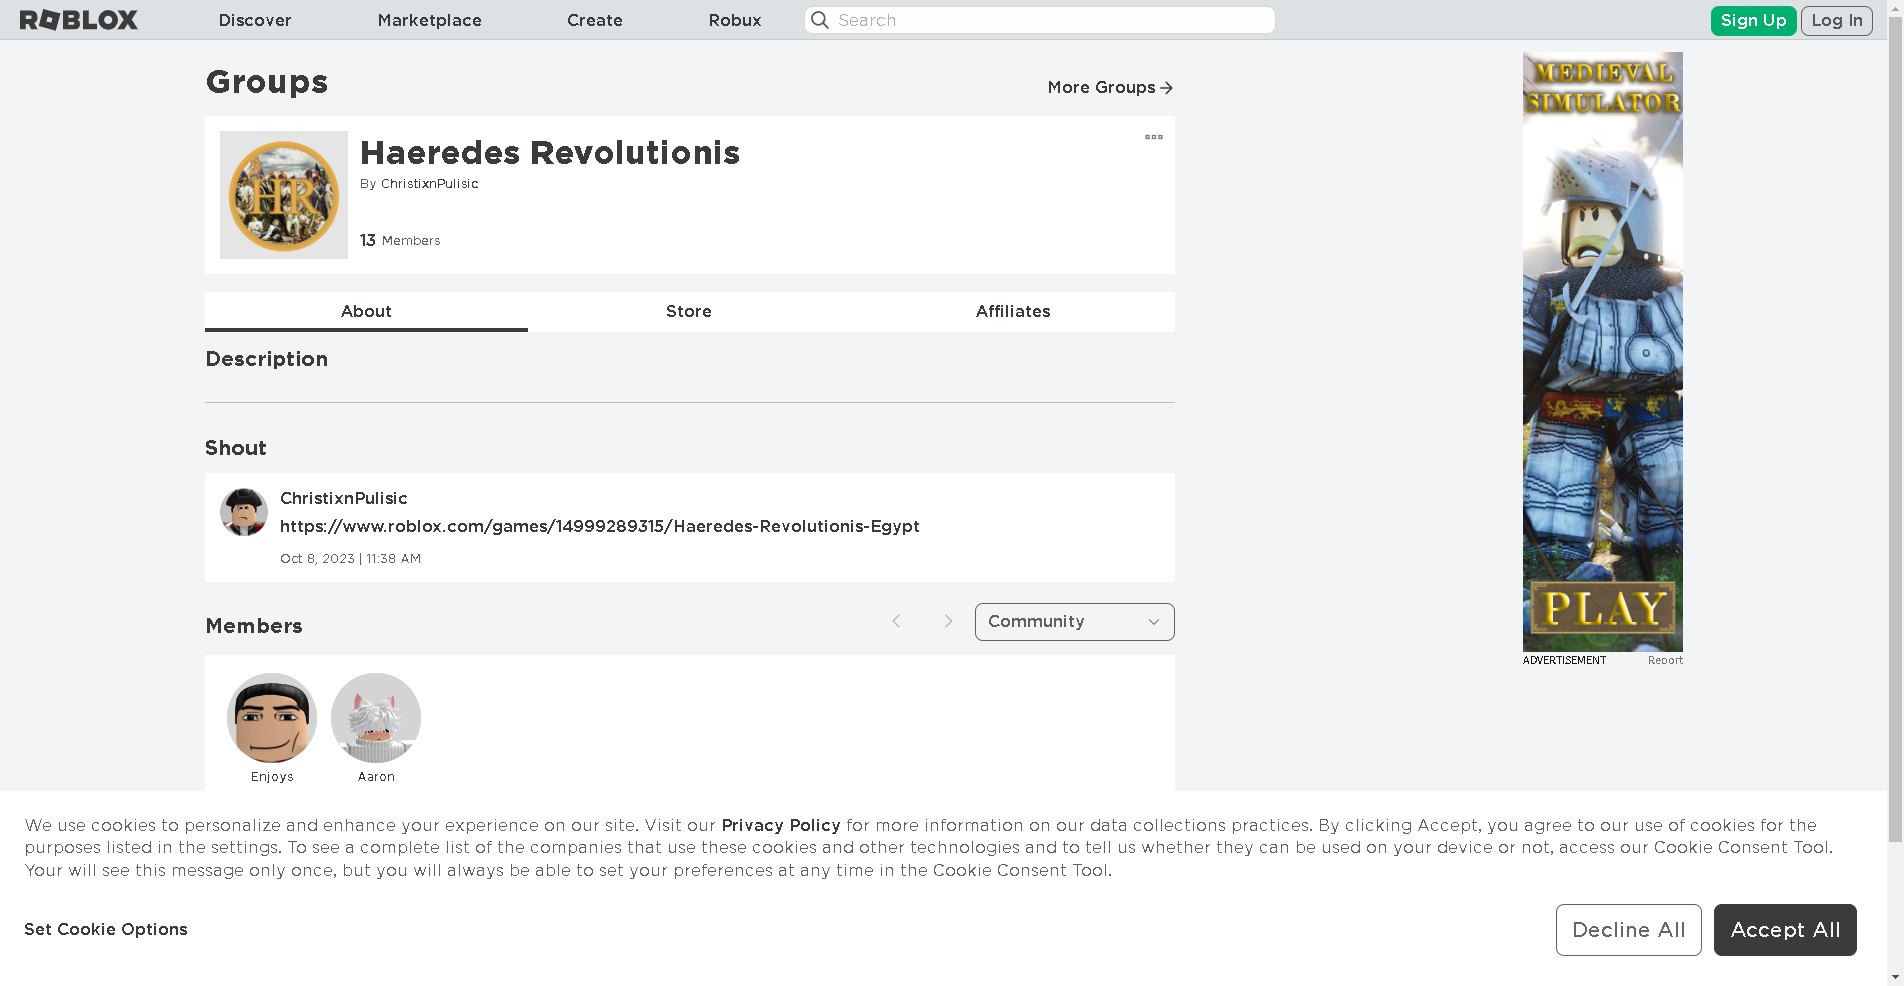 ROBLOX
Discover
Marketplace
Create
Robux
Search
Sign Up
Log In
Groups
More Groups
HR
Haeredes Revolutionis
By ChristixnPulisic
13 Members
About
Store
Affiliates
Description
Shout
ChristixnPulisic
https://www.roblox.com/games/14999289315/Haeredes-Revolutionis-Egypt
Oct 8, 2023 | 11:38 AM
Members
Community
Enjoys
Aaron
MEDIEVAL
SIMULATOR
PLAY
ADVERTISEMENT
Report
We use cookies to personalize and enhance your experience on our site. Visit our Privacy Policy for more information on our data collections practices. By clicking Accept, you agree to our use of cookies for the
purposes listed in the settings. To see a complete list of the companies that use these cookies and other technologies and to tell us whether they can be used on your device or not, access our Cookie Consent Tool.
Your will see this message only once, but you will always be able to set your preferences at any time in the Cookie Consent Tool.
Set Cookie Options
Decline All
Accept All